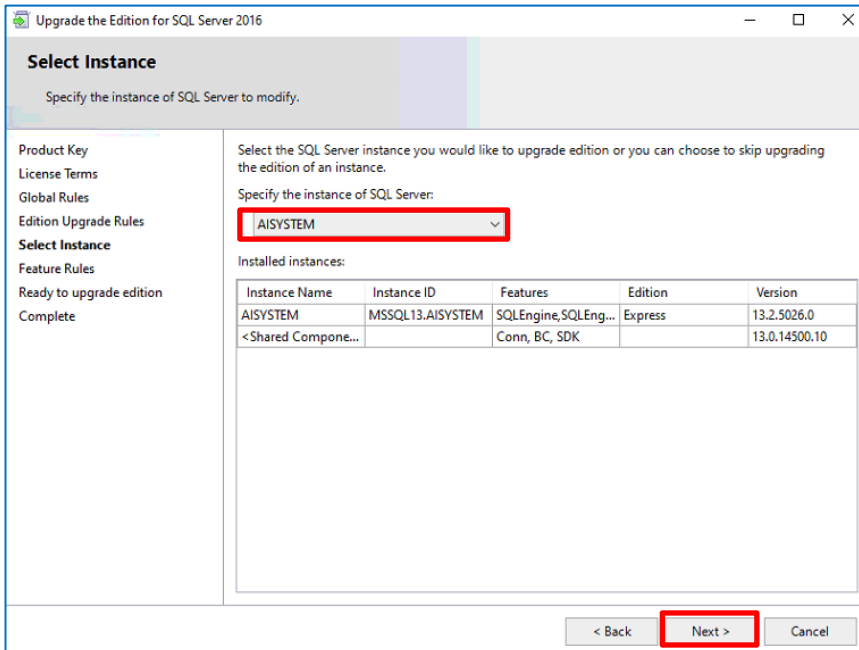 Upgrade the Edition for SQL Server 2016
Select Instance
Specify the instance of SQL Server to modify.
Product Key
License Terms
Global Rules
Edition Upgrade Rules
Select Instance
Feature Rules
Ready to upgrade edition
Complete
Select the SQL Server instance you would like to upgrade edition or you can choose to skip upgrading
the edition of an instance.
Specify the instance of SQL Server:
AISYSTEM
Installed instances:
Instance Name Instance ID Features Edition Version
AISYSTEM MSSQL13.AISYSTEM SQLEngine,SQLEng... Express 13.2.5026.0
<Shared Compone... Conn, BC, SDK 13.0.14500.10
< Back Next > Cancel